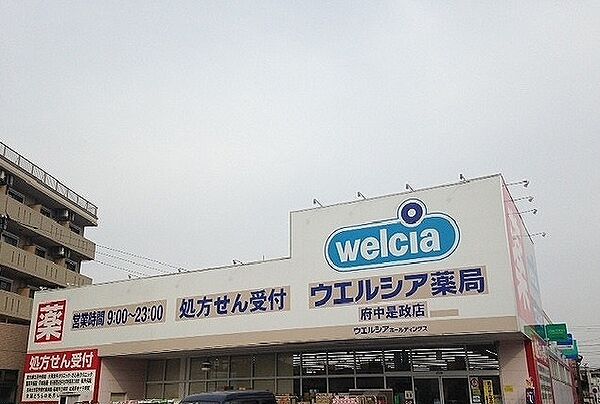 welcia
ウエルシア薬局
府中是政店
ウエルシアホールディングス
処方せん受付
営業時間 9:00〜23:00
薬
処方せん受付